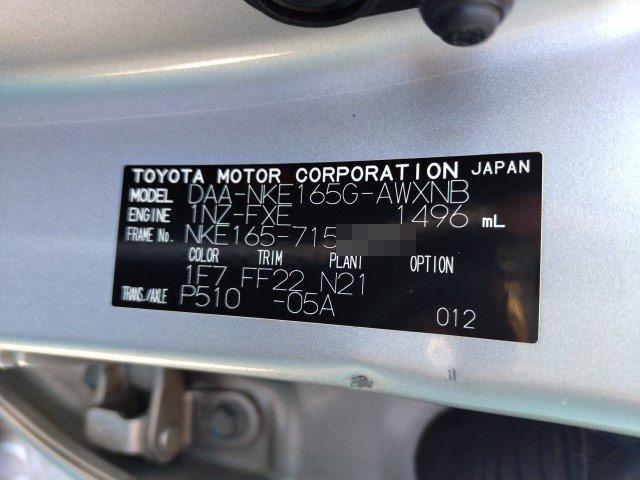 TOYOTA MOTOR CORPORATION JAPAN
MODEL DAA-NKE165G-AWXNB
ENGINE 1NZ-FXE 1496 mL
FRAME No. NKE165-715
COLOR TRIM PLANT OPTION
1F7 FF22 N21
TRANS./AXLE P510 -05A
012